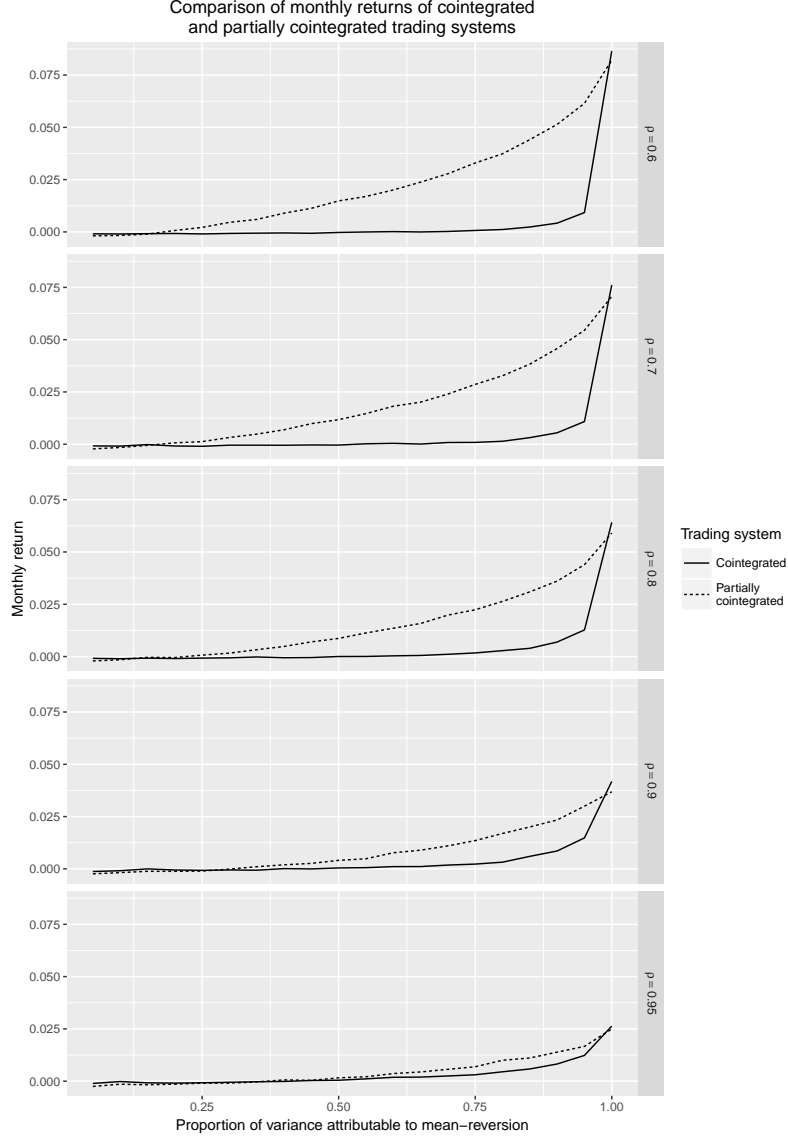 Comparison of monthly returns of cointegrated
and partially cointegrated trading systems
0.075
0.050
0.025
0.000
ρ = 0.6
0.075
0.050
0.025
0.000
ρ = 0.7
0.075
0.050
0.025
0.000
ρ = 0.8
0.075
0.050
0.025
0.000
ρ = 0.9
0.075
0.050
0.025
0.000
ρ = 0.95
Monthly return
0.25 0.50 0.75 1.00
Proportion of variance attributable to mean−reversion
Trading system
Cointegrated
Partially
cointegrated